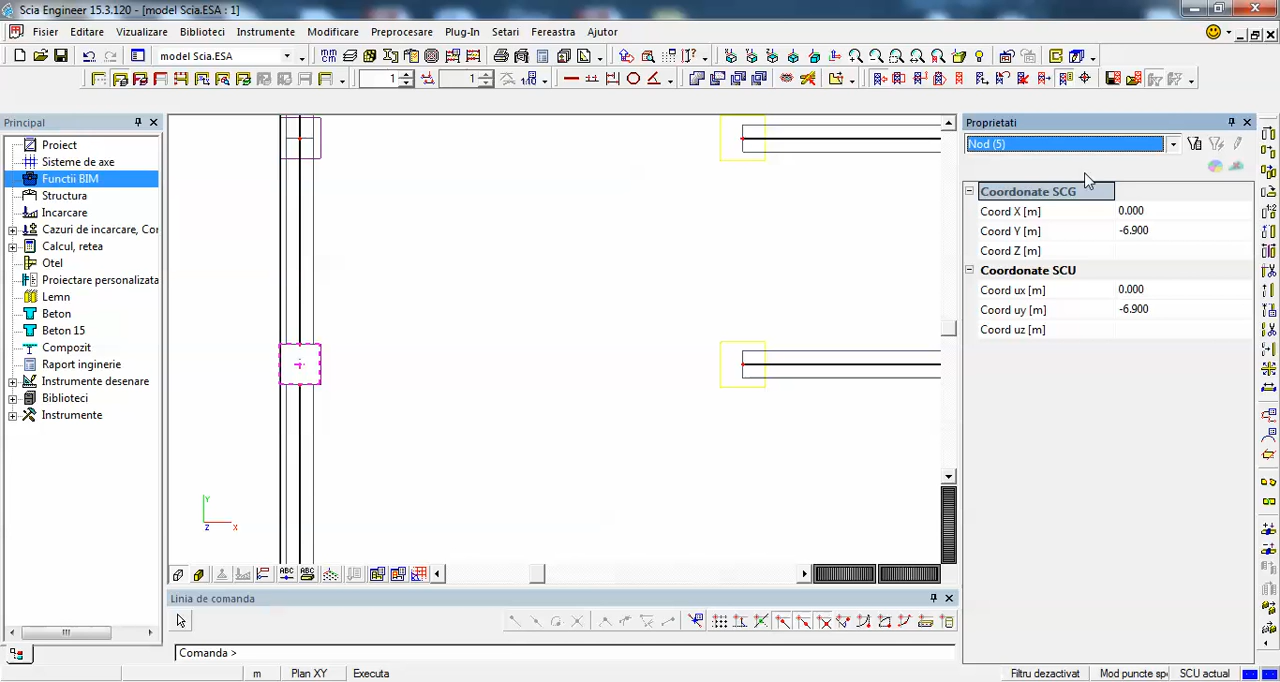 Scia Engineer 15.3.120 - [model Scia.ESA : 1]
Fisier Editare Vizualizare Biblioteci Instrumente Modificare Preprocesare Plug-In Setari Fereastra Ajutor
model Scia.ESA
1 1
Principal
Proiect
Sisteme de axe
Functii BIM
Structura
Incarcare
Cazuri de incarcare, Cor
Calcul, retea
Otel
Proiectare personalizata
Lemn
Beton
Beton 15
Compozit
Raport inginerie
Instrumente desenare
Biblioteci
Instrumente
Y
Z X
ABC ABC
Proprietati
Nod (5)
Coordonate SCG
Coord X [m] 0.000
Coord Y [m] -6.900
Coord Z [m]
Coordonate SCU
Coord ux [m] 0.000
Coord uy [m] -6.900
Coord uz [m]
Linia de comanda
Comanda >
m Plan XY Executa Filtru dezactivat Mod puncte sp SCU actual